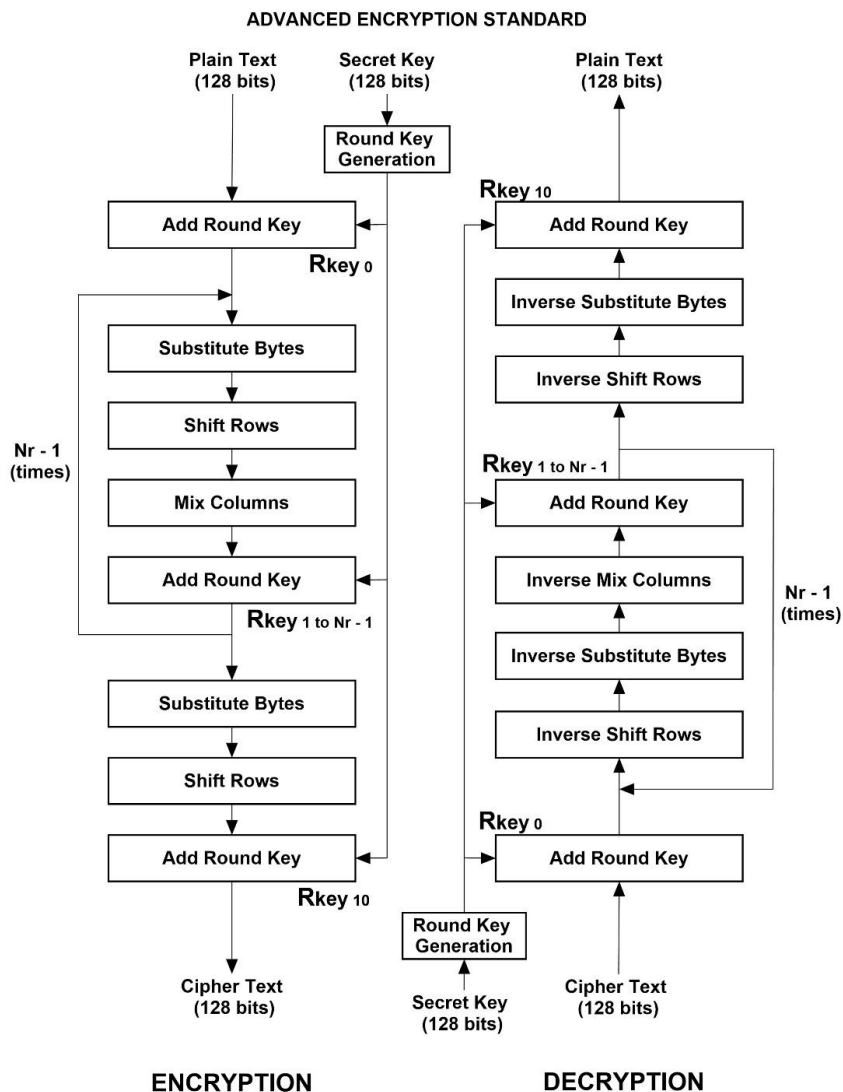 ADVANCED ENCRYPTION STANDARD
Plain Text
(128 bits)
Secret Key
(128 bits)
Round Key
Generation
Add Round Key
Rkey 0
Substitute Bytes
Shift Rows
Nr - 1
(times)
Mix Columns
Add Round Key
Rkey 1 to Nr - 1
Substitute Bytes
Shift Rows
Add Round Key
Rkey 10
Cipher Text
(128 bits)
ENCRYPTION
Plain Text
(128 bits)
Rkey 10
Add Round Key
Inverse Substitute Bytes
Inverse Shift Rows
Rkey 1 to Nr - 1
Add Round Key
Inverse Mix Columns
Nr - 1
(times)
Inverse Substitute Bytes
Inverse Shift Rows
Rkey 0
Add Round Key
Round Key
Generation
Secret Key
(128 bits)
Cipher Text
(128 bits)
DECRYPTION